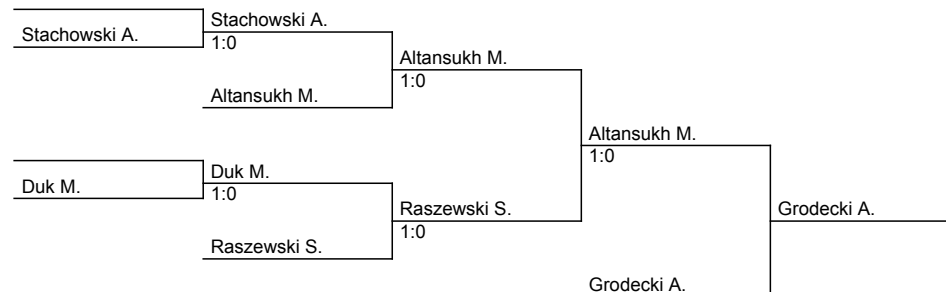 Stachowski A.
Stachowski A.
1:0
Altansukh M.
Altansukh M.
1:0
Altansukh M.
1:0
Duk M.
Duk M.
1:0
Raszewski S.
Raszewski S.
1:0
Grodecki A.
Grodecki A.